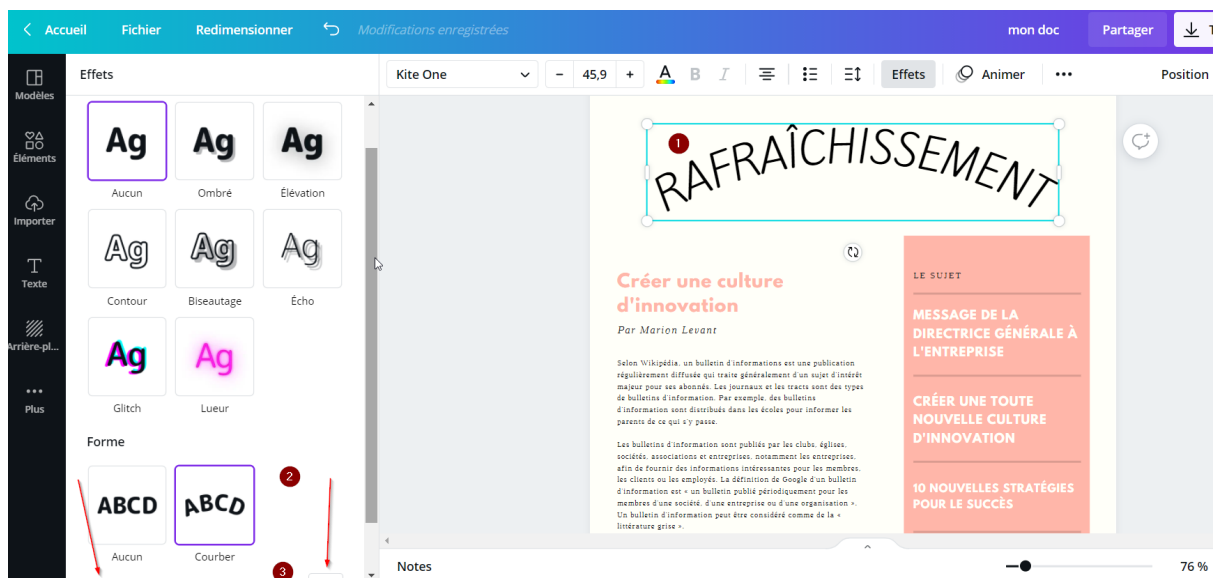 Accueil Fichier Redimensionner Modifications enregistrées mon doc Partager
Effets
Kite One - 45,9 + A B I Effets Animer ••• Position
Modèles
Éléments
Importer
Texte
Arrière-pl...
Plus
Ag Ag Ag
Aucun Ombré Élévation
Ag Ag Ag
Contour Biseautage Écho
Ag Ag
Glitch Lueur
Forme
2
ABCD ABCD
Aucun Courber
3
1
RAFRAÎCHISSEMENT
Créer une culture
d'innovation
Par Marion Levant
Selon Wikipédia, un bulletin d'informations est une publication
régulièrement diffusée qui traite généralement d'un sujet d'intérêt
majeur pour ses abonnés. Les journaux et les tracts sont des types
de bulletins d'information. Par exemple, des bulletins
d'information sont distribués dans les écoles pour informer les
parents de ce qui s'y passe.
Les bulletins d'information sont publiés par les clubs, églises,
sociétés, associations et entreprises, notamment les entreprises,
afin de fournir des informations intéressantes pour les membres,
les clients ou les employés. La définition de Google d'un bulletin
d'information est « un bulletin publié périodiquement pour les
membres d'une société, d'une entreprise ou d'une organisation ».
Un bulletin d'information peut être considéré comme de la «
littérature grise ».
LE SUJET
MESSAGE DE LA
DIRECTRICE GÉNÉRALE À
L'ENTREPRISE
CRÉER UNE TOUTE
NOUVELLE CULTURE
D'INNOVATION
10 NOUVELLES STRATÉGIES
POUR LE SUCCÈS
Notes 76 %